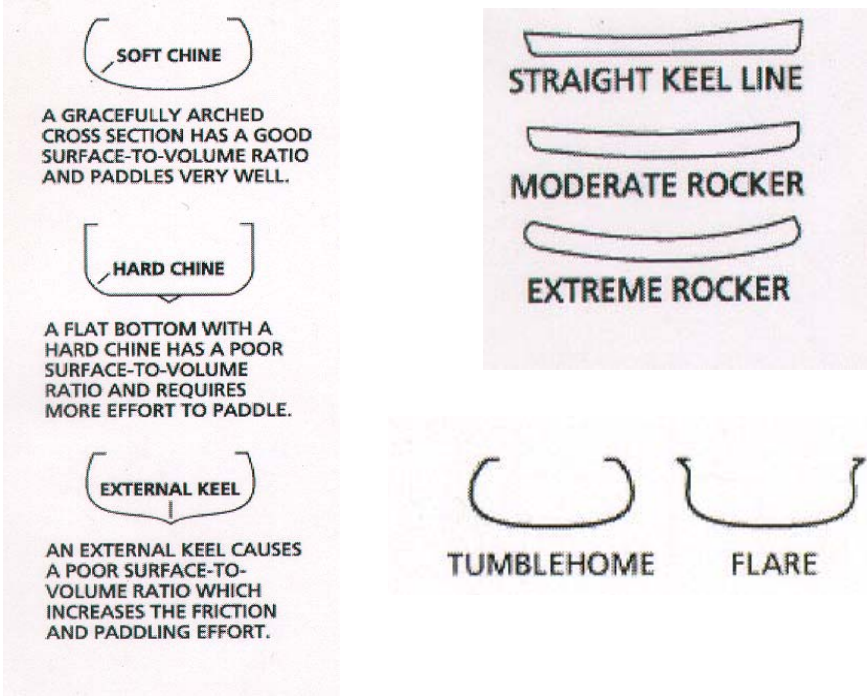 SOFT CHINE
A GRACEFULLY ARCHED
CROSS SECTION HAS A GOOD
SURFACE-TO-VOLUME RATIO
AND PADDLES VERY WELL.
HARD CHINE
A FLAT BOTTOM WITH A
HARD CHINE HAS A POOR
SURFACE-TO-VOLUME
RATIO AND REQUIRES
MORE EFFORT TO PADDLE.
EXTERNAL KEEL
AN EXTERNAL KEEL CAUSES
A POOR SURFACE-TO-
VOLUME RATIO WHICH
INCREASES THE FRICTION
AND PADDLING EFFORT.
STRAIGHT KEEL LINE
MODERATE ROCKER
EXTREME ROCKER
TUMBLEHOME
FLARE